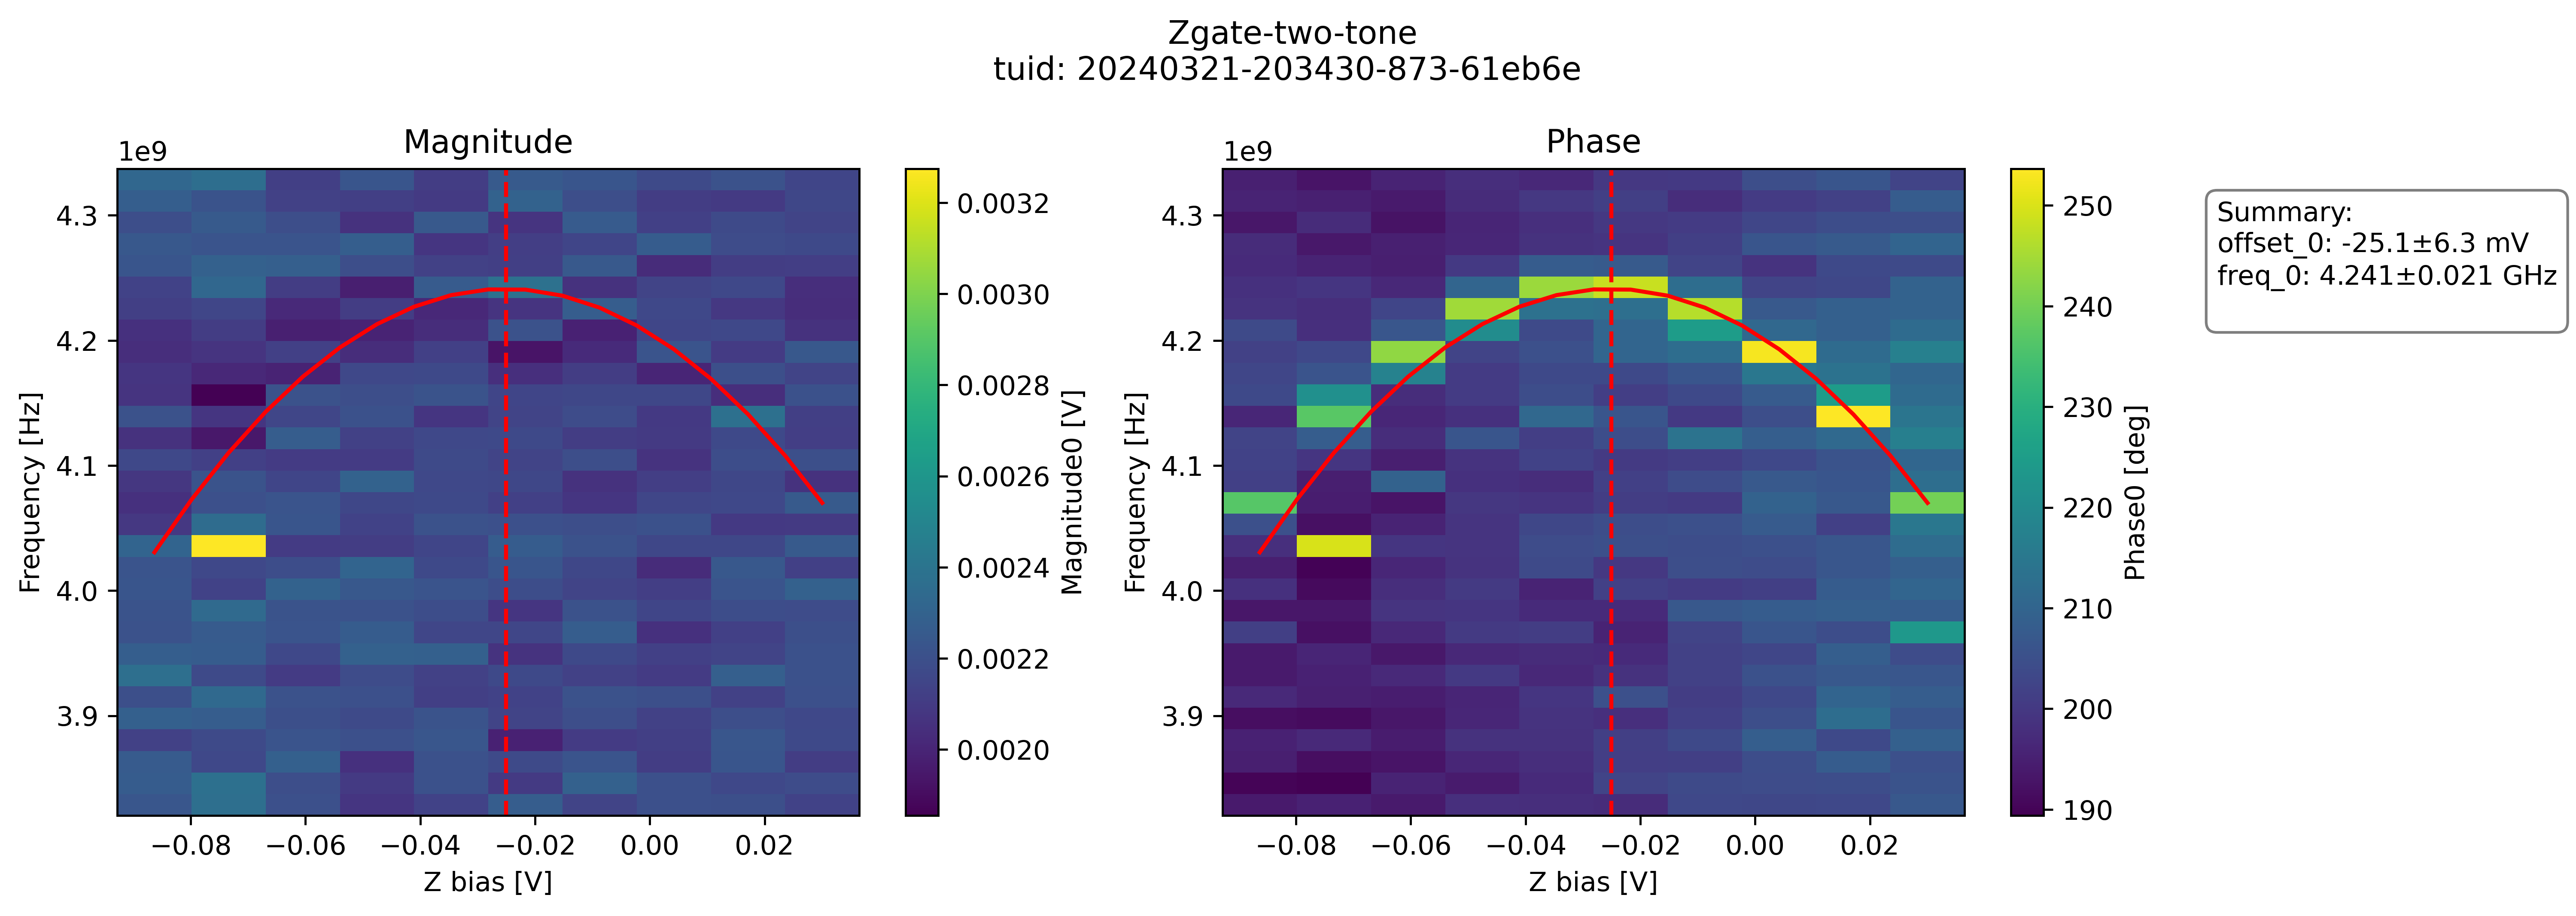 Zgate-two-tone
tuid: 20240321-203430-873-61eb6e
Magnitude
1e9
4.3
4.2
4.1
4.0
3.9
Frequency [Hz]
−0.08
−0.06
−0.04
−0.02
0.00
0.02
Z bias [V]
0.0032
0.0030
0.0028
0.0026
0.0024
0.0022
0.0020
Magnitude0 [V]
Phase
1e9
4.3
4.2
4.1
4.0
3.9
Frequency [Hz]
−0.08
−0.06
−0.04
−0.02
0.00
0.02
Z bias [V]
250
240
230
220
210
200
190
Phase0 [deg]
Summary:
offset_0: -25.1±6.3 mV
freq_0: 4.241±0.021 GHz